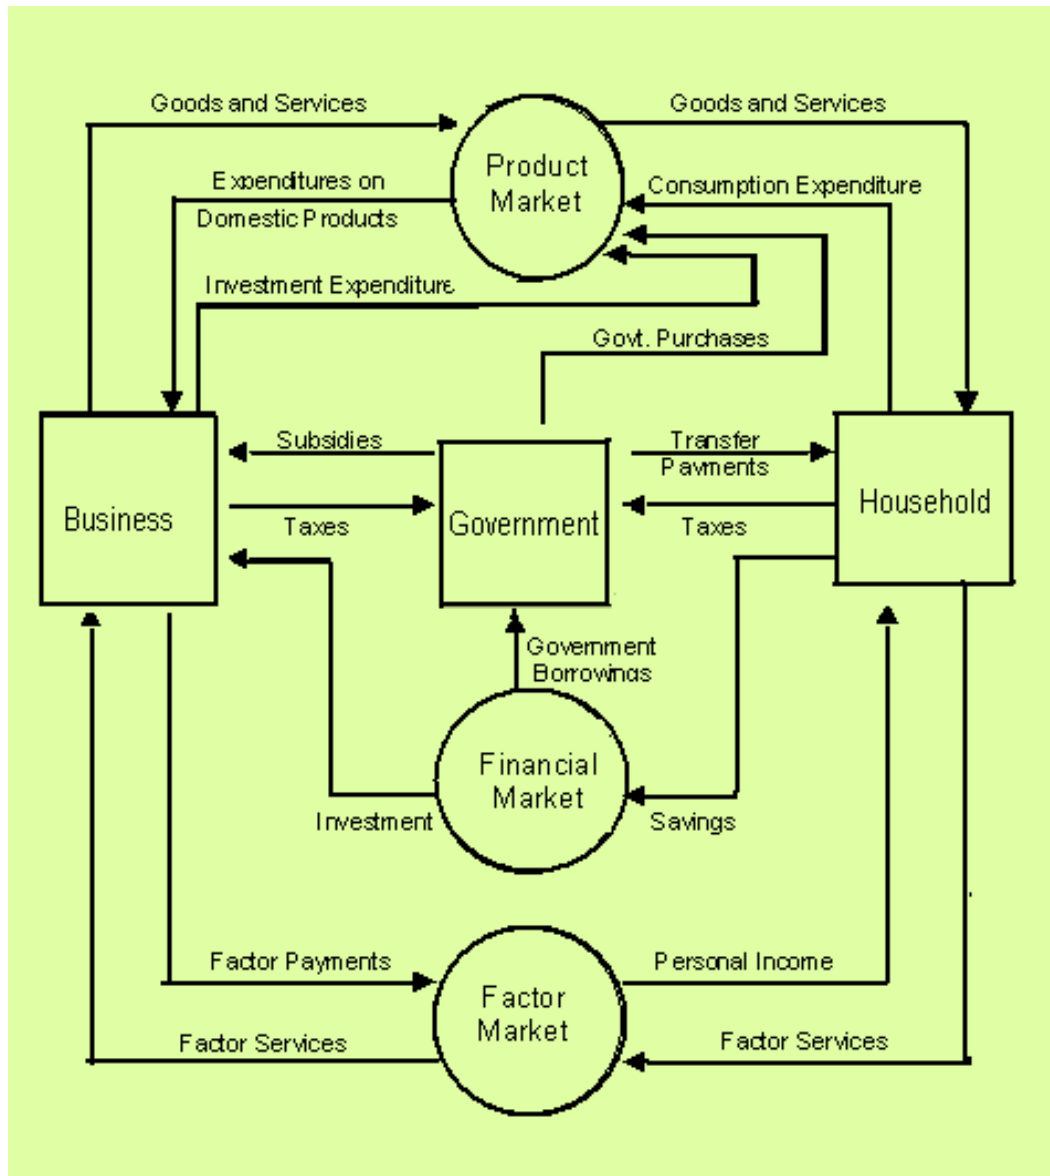 Goods and Services
Goods and Services
Product
Market
Expenditures on
Domestic Products
Consumption Expenditure
Investment Expenditure
Govt. Purchases
Subsidies
Transfer
Payments
Business
Government
Household
Taxes
Taxes
Government
Borrowings
Financial
Market
Investment
Savings
Factor Payments
Personal Income
Factor
Market
Factor Services
Factor Services